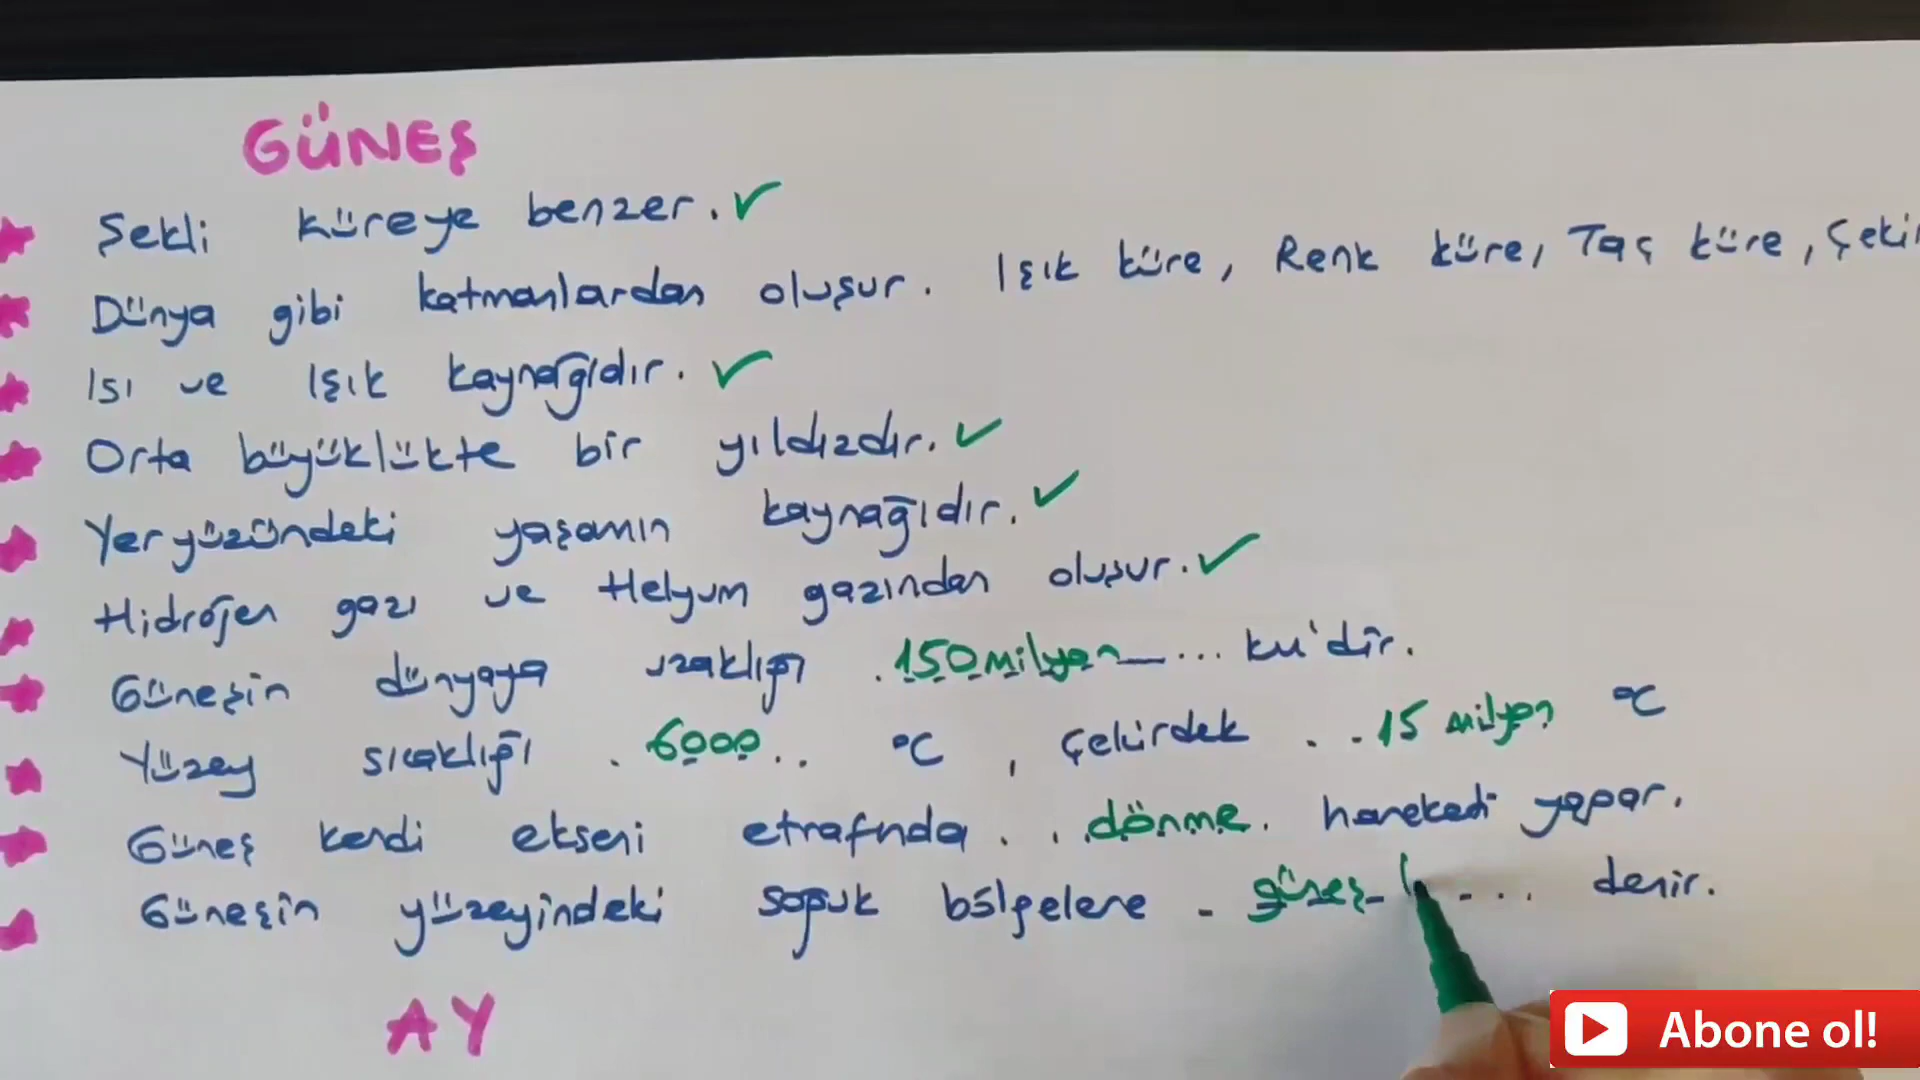 GÜNEŞ
Şekli küreye benzer. ✓
Dünya gibi katmanlardan oluşur. Işık küre, Renk küre, Taç küre, Çekir
Isı ve Işık kaynağıdır. ✓
Orta büyüklükte bir yıldızdır. ✓
Yeryüzündeki yaşamın kaynağıdır. ✓
Hidrojen gazı ve Helyum gazından oluşur. ✓
Güneşin dünyaya uzaklığı .150 milyon ... km'dir.
Yüzey sıcaklığı . 6000 .. °C , Çekirdek . . 15 milyon °C
Güneş kendi ekseni etrafında . . dönme . hareketi yapar.
Güneşin yüzeyindeki soğuk bölgelere - güneş - ... denir.
AY
Abone ol!